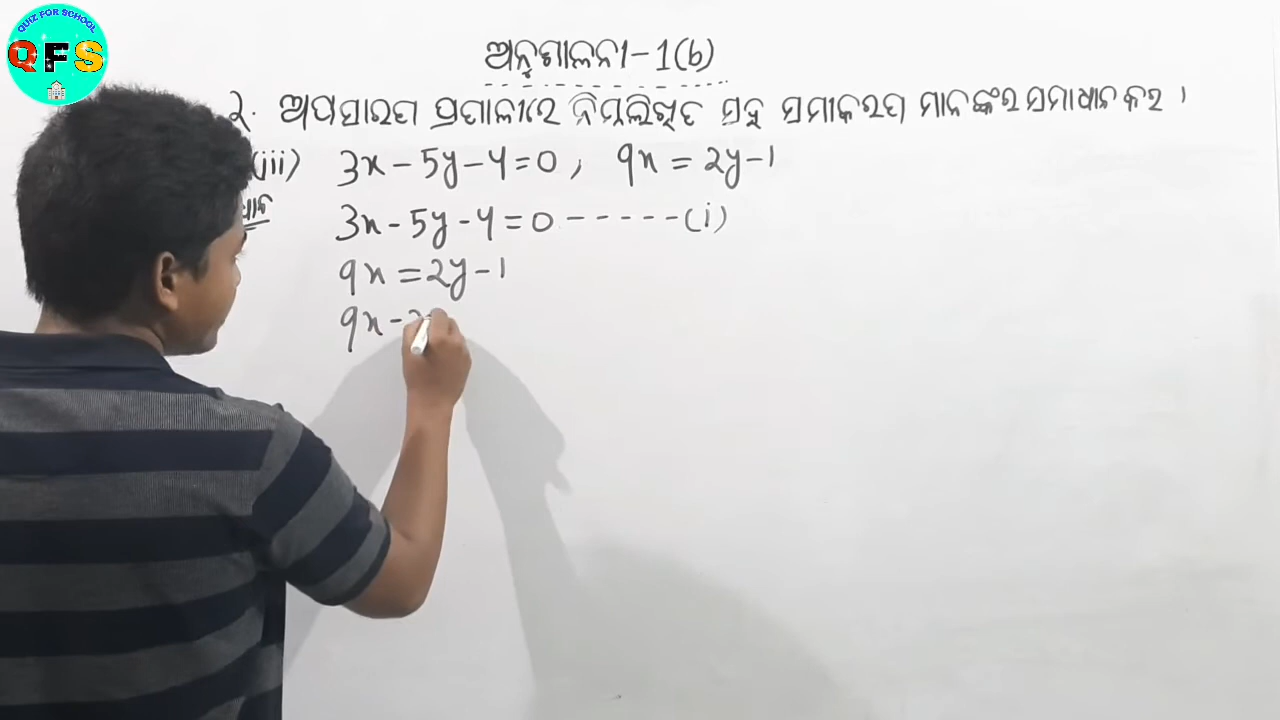 QUIZ FOR SCHOOL
QFS
ଅନୁଶୀଳନୀ - 1(b)
୨. ଅପସାରଣ ପ୍ରଣାଳୀରେ ନିମ୍ନଲିଖିତ ସହ ସମୀକରଣ ମାନଙ୍କର ସମାଧାନ କର ।
(iii) 3x - 5y - 4 = 0 , 9x = 2y - 1
3x - 5y - 4 = 0 ------ (i)
9x = 2y - 1
9x - 2